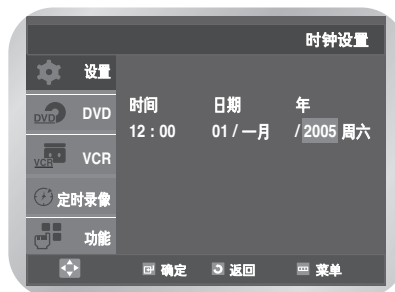 时钟设置
设置
DVD DVD
VCR VCR
定时录像
功能
时间 日期 年
12 : 00 01 / 一月 / 2005 周六
确定 返回 菜单